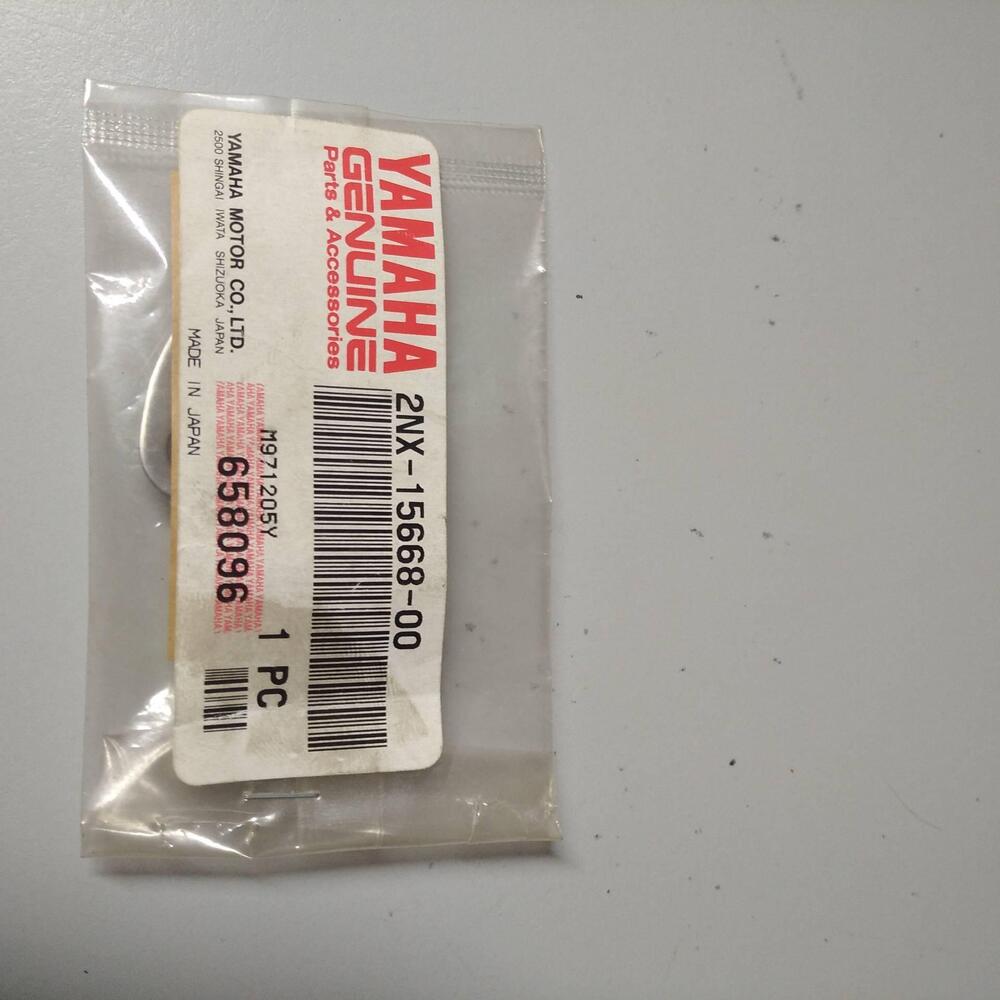 YAMAHA
GENUINE
Parts & Accessories
2NX-15668-00
1 PC
M971205Y
658096
YAMAHA MOTOR CO., LTD.
2500 SHINGAI IWATA SHIZUOKA JAPAN
MADE IN JAPAN